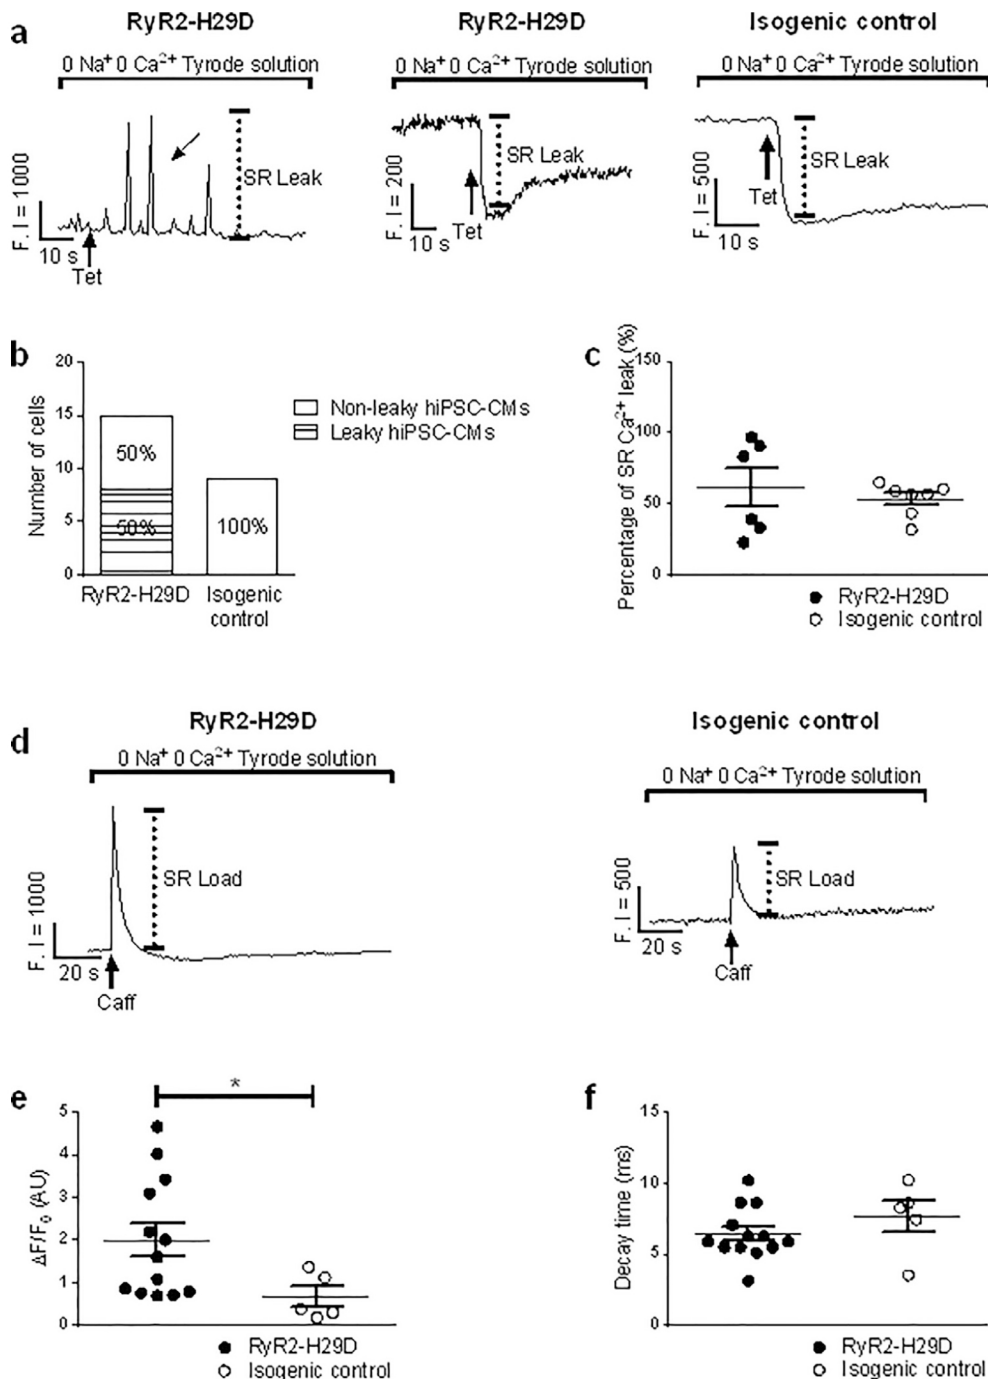 a
RyR2-H29D
RyR2-H29D
Isogenic control
0 Na+ 0 Ca2+ Tyrode solution
0 Na+ 0 Ca2+ Tyrode solution
0 Na+ 0 Ca2+ Tyrode solution
F. I = 1000
10 s
Tet
SR Leak
F. I = 200
10 s
Tet
SR Leak
F. I = 500
10 s
Tet
SR Leak
b
Number of cells
20
15
10
5
0
50%
50%
100%
RyR2-H29D
Isogenic
control
Non-leaky hiPSC-CMs
Leaky hiPSC-CMs
c
Percentage of SR Ca2+ leak (%)
150
100
50
0
RyR2-H29D
Isogenic control
d
RyR2-H29D
Isogenic control
0 Na+ 0 Ca2+ Tyrode solution
0 Na+ 0 Ca2+ Tyrode solution
F. I = 1000
20 s
Caff
SR Load
F. I = 500
20 s
Caff
SR Load
e
*
ΔF/F0 (AU)
5
4
3
2
1
0
RyR2-H29D
Isogenic control
f
Decay time (ms)
15
10
5
0
RyR2-H29D
Isogenic control